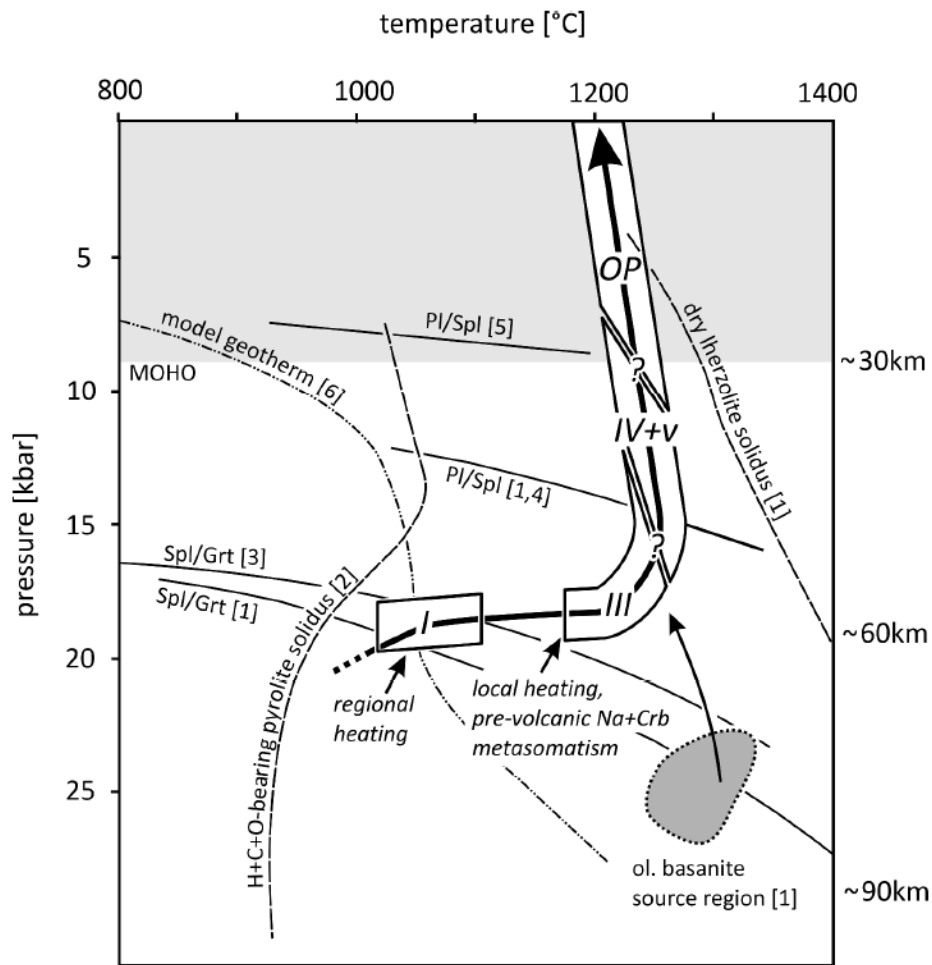 temperature [°C]
800
1000
1200
1400
5
10
15
20
25
pressure [kbar]
~30km
~60km
~90km
OP
Pl/Spl [5]
model geotherm [6]
dry lherzolite solidus [1]
MOHO
?
IV+v
Pl/Spl [1,4]
?
Spl/Grt [3]
Spl/Grt [1]
H+C+O-bearing pyrolite solidus [2]
I
III
regional
heating
local heating,
pre-volcanic Na+Crb
metasomatism
ol. basanite
source region [1]